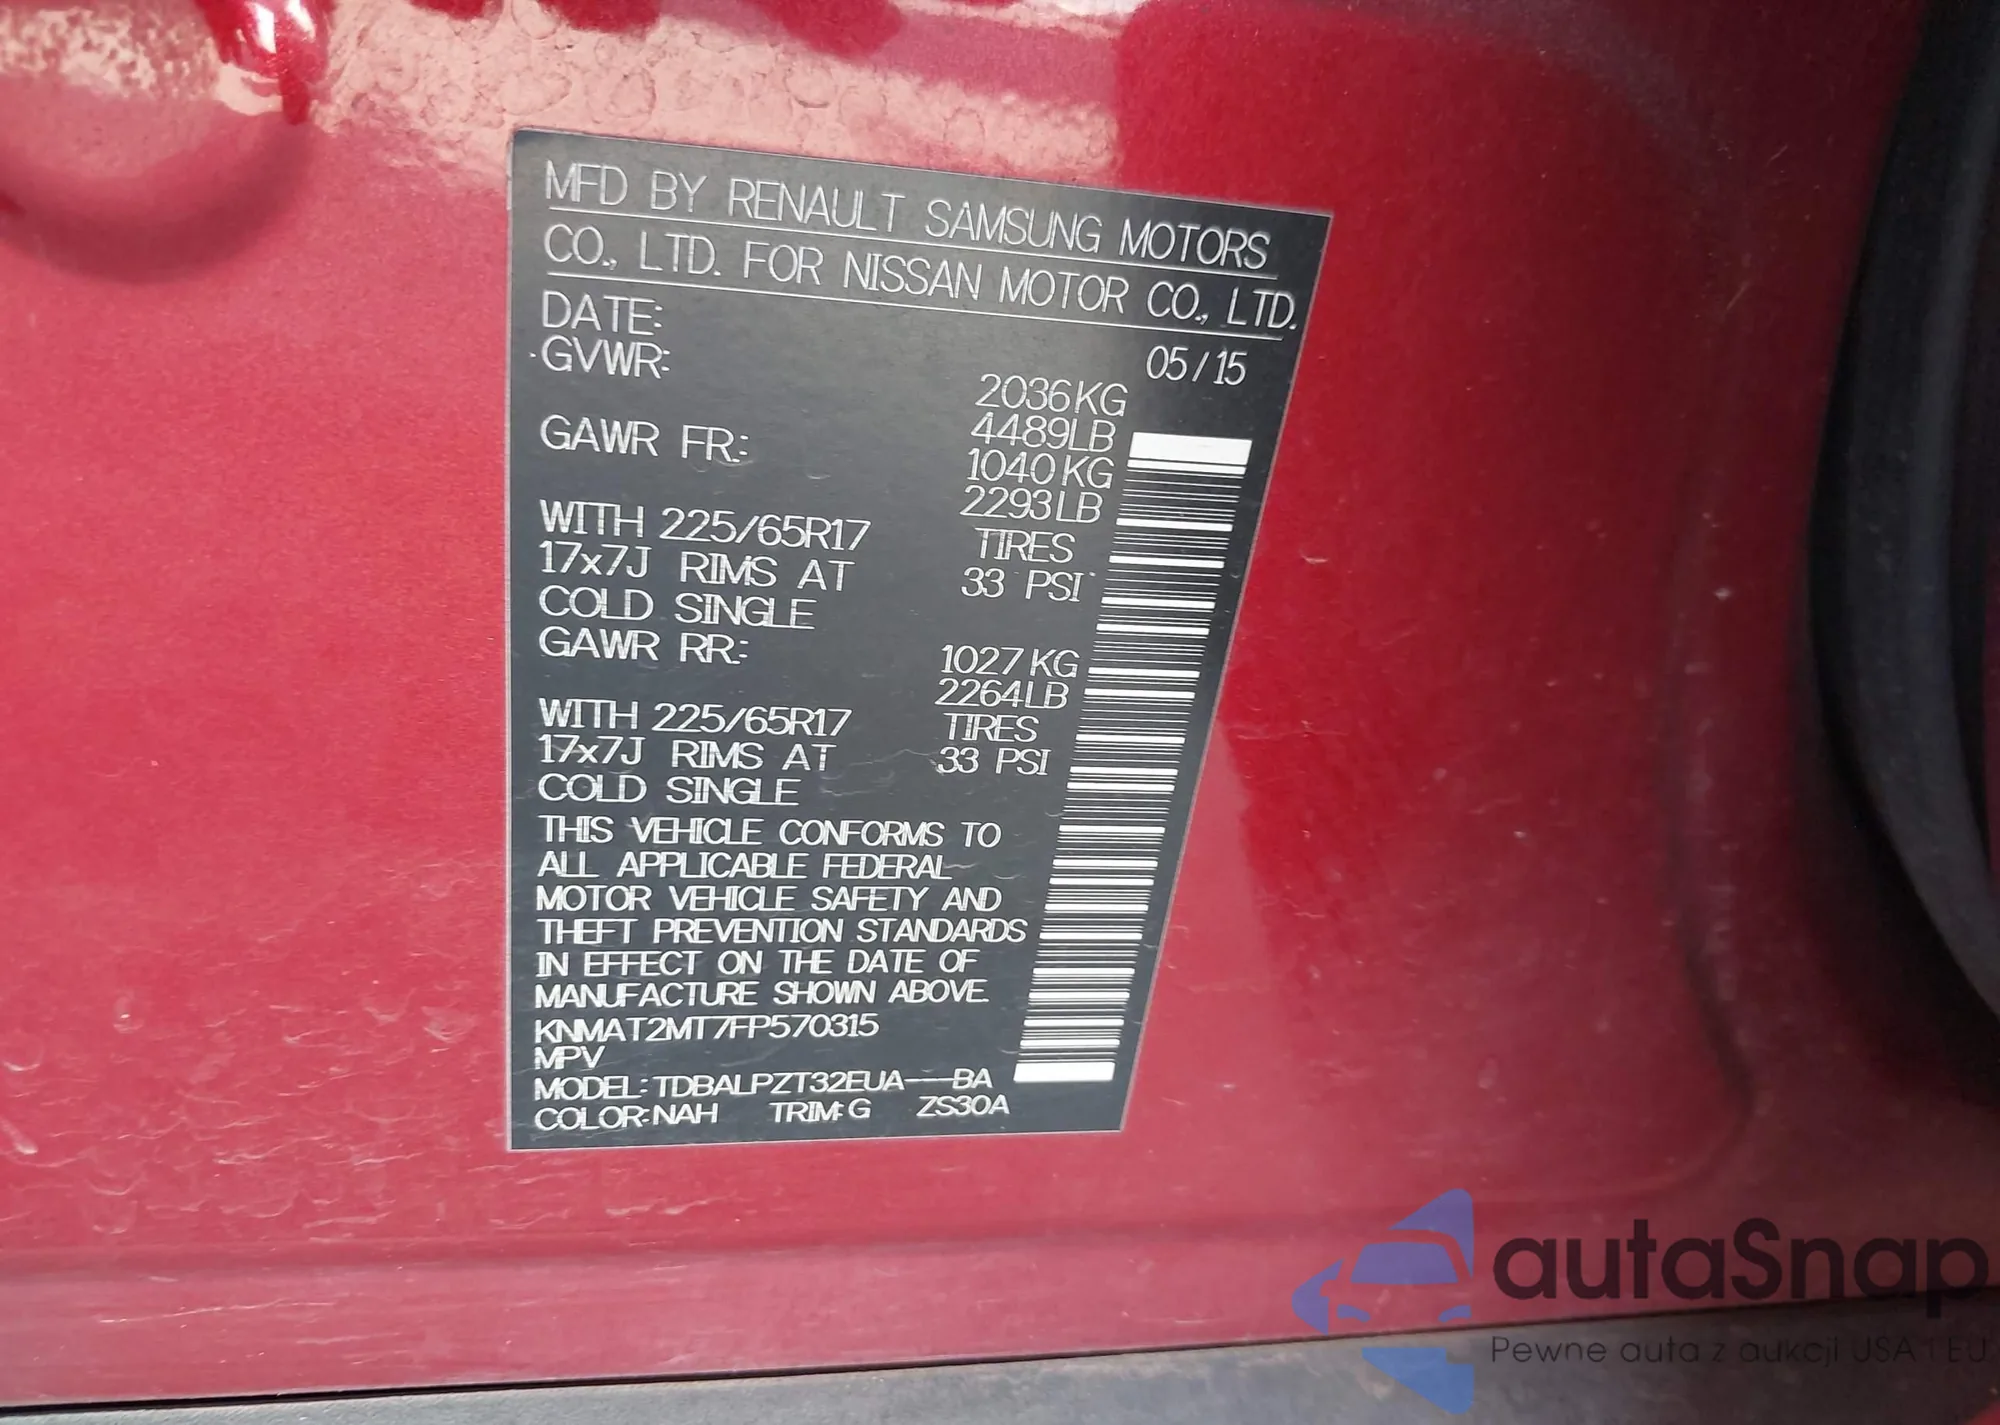 MFD BY RENAULT SAMSUNG MOTORS
CO., LTD. FOR NISSAN MOTOR CO., LTD.
DATE: 05/15
GVWR: 2036KG
4489LB
GAWR FR: 1040KG
2293LB
WITH 225/65R17 TIRES
17x7J RIMS AT 33 PSI
COLD SINGLE
GAWR RR: 1027KG
2264LB
WITH 225/65R17 TIRES
17x7J RIMS AT 33 PSI
COLD SINGLE
THIS VEHICLE CONFORMS TO
ALL APPLICABLE FEDERAL
MOTOR VEHICLE SAFETY AND
THEFT PREVENTION STANDARDS
IN EFFECT ON THE DATE OF
MANUFACTURE SHOWN ABOVE.
KNMAT2MT7FP570315
MPV
MODEL: TDBALPZT32EUA---BA
COLOR: NAH TRIM: G ZS30A
autaSnap
Pewne auta z aukcji USA i EU